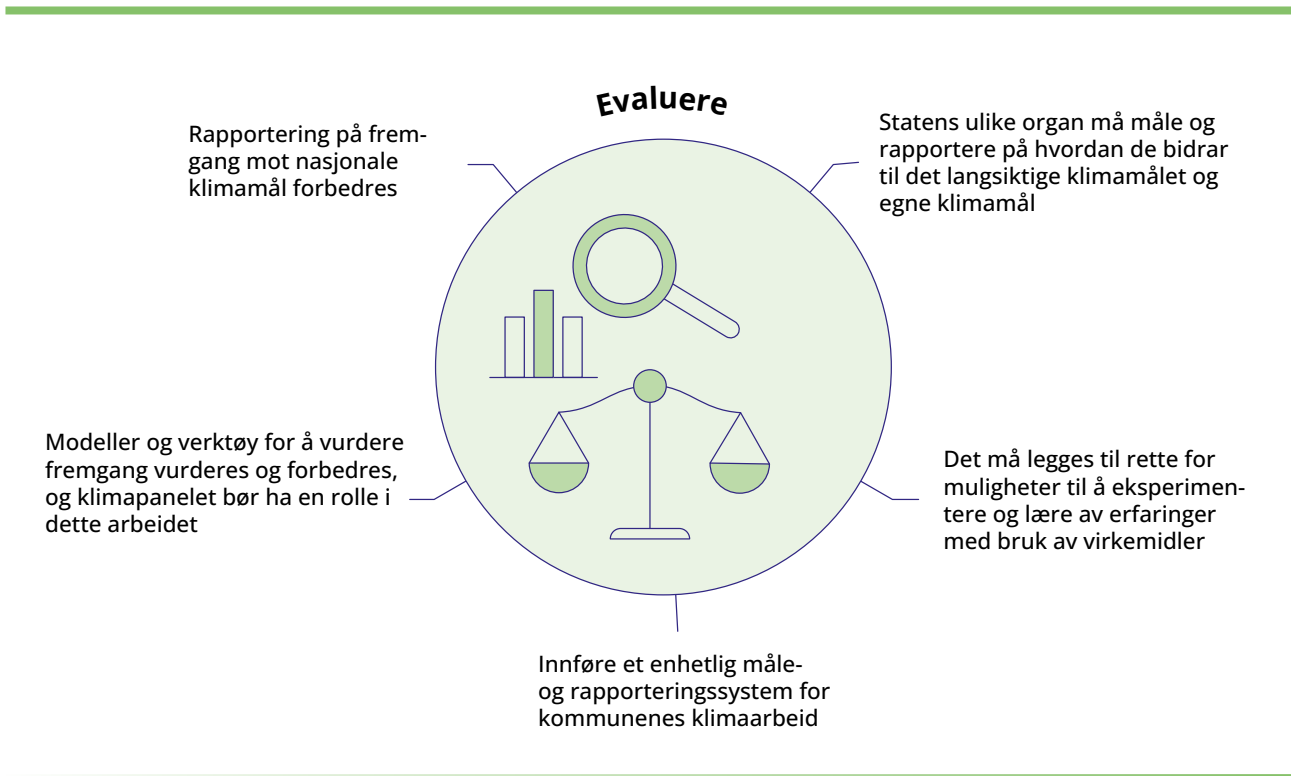 Evaluere
Rapportering på frem-
gang mot nasjonale
klimamål forbedres
Statens ulike organ må måle og
rapportere på hvordan de bidrar
til det langsiktige klimamålet og
egne klimamål
Modeller og verktøy for å vurdere
fremgang vurderes og forbedres,
og klimapanelet bør ha en rolle i
dette arbeidet
Det må legges til rette for
muligheter til å eksperimen-
tere og lære av erfaringer
med bruk av virkemidler
Innføre et enhetlig måle-
og rapporteringssystem for
kommunenes klimaarbeid